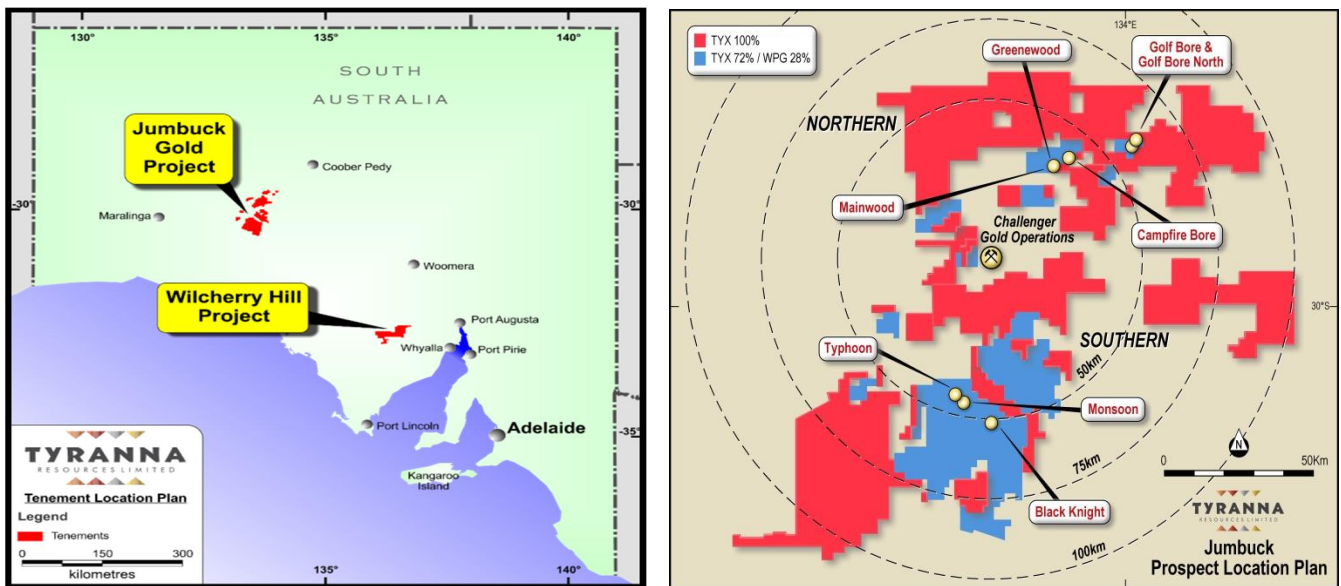 130°
135°
140°
SOUTH
AUSTRALIA
Jumbuck
Gold
Project
Coober Pedy
-30°
-30°
Maralinga
Woomera
Wilcherry Hill
Project
Port Augusta
Whyalla
Port Pirie
Port Lincoln
Adelaide
-35°
-35°
Kangaroo
Island
TYRANNA
RESOURCES LIMITED
Tenement Location Plan
Legend
Tenements
0 150 300
kilometres
135°
140°
TYX 100%
TYX 72% / WPG 28%
134°E
Greenewood
Golf Bore &
Golf Bore North
NORTHERN
Mainwood
Challenger
Gold Operations
Campfire Bore
30°S
SOUTHERN
Typhoon
50km
Monsoon
75km
Black Knight
100km
N
0 50Km
TYRANNA
RESOURCES LIMITED
Jumbuck
Prospect Location Plan